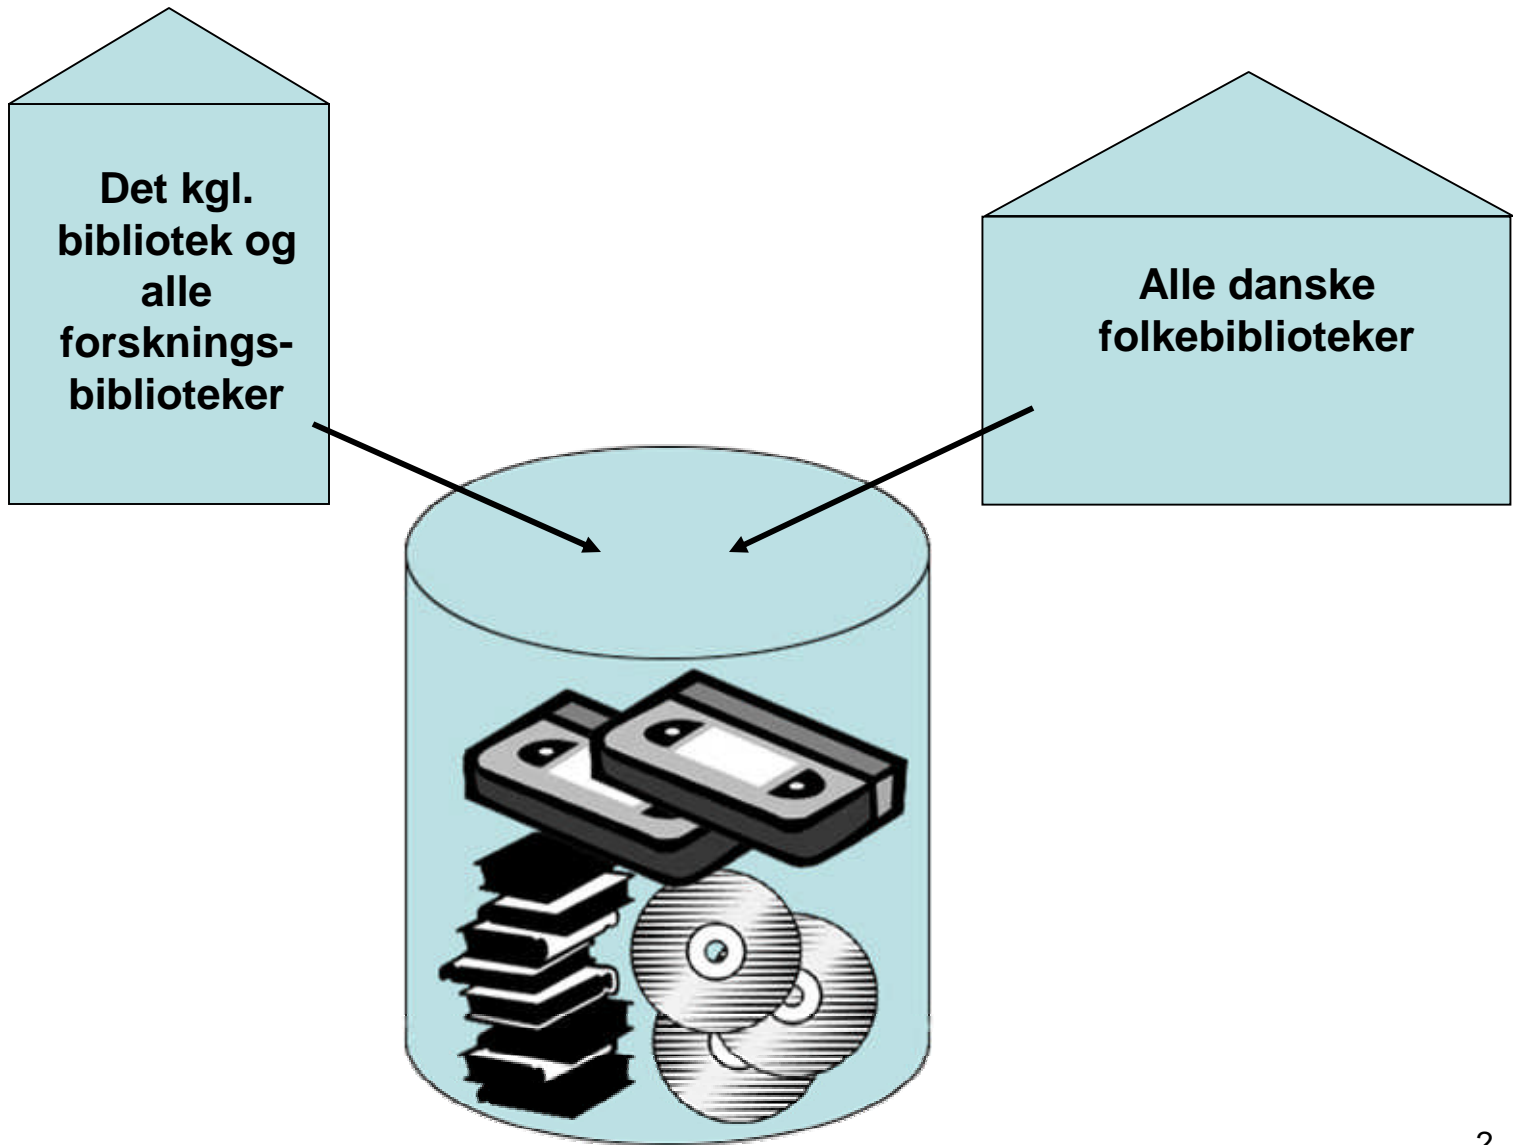 Det kgl.
bibliotek og
alle
forsknings-
biblioteker
Alle danske
folkebiblioteker
2